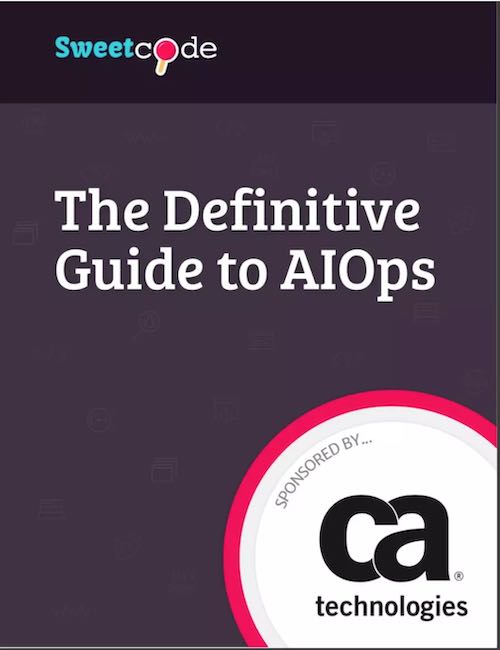 Sweetcode
The Definitive
Guide to AIOps
SPONSORED BY...
ca
®
technologies